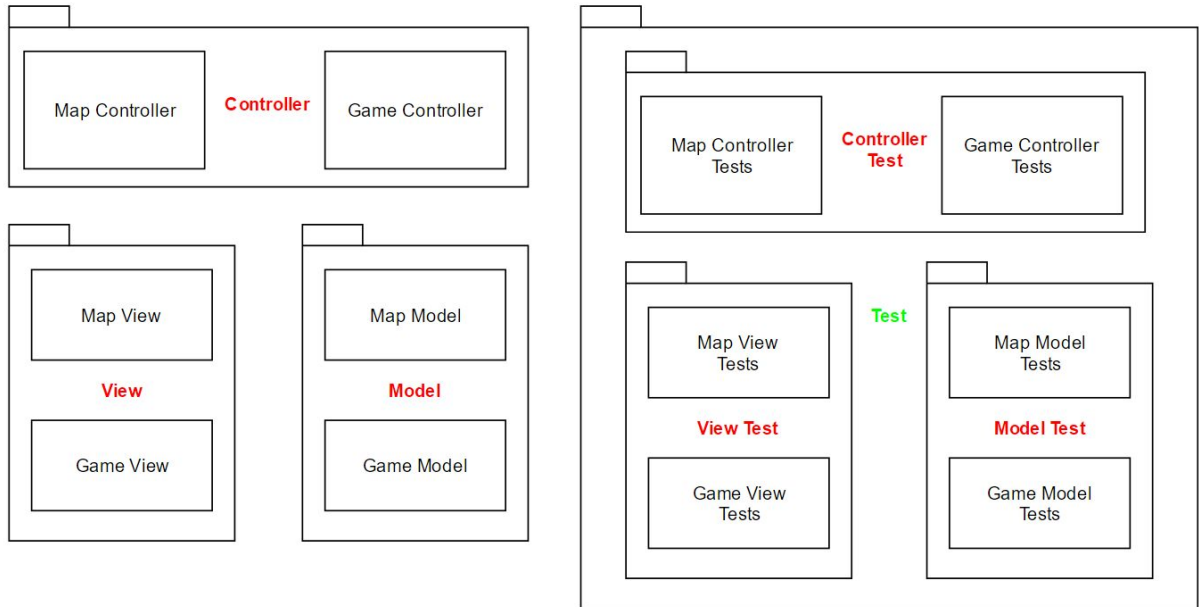 Map Controller
Controller
Game Controller
Map View
View
Game View
Map Model
Model
Game Model
Map Controller
Tests
Controller
Test
Game Controller
Tests
Map View
Tests
View Test
Game View
Tests
Test
Map Model
Tests
Model Test
Game Model
Tests